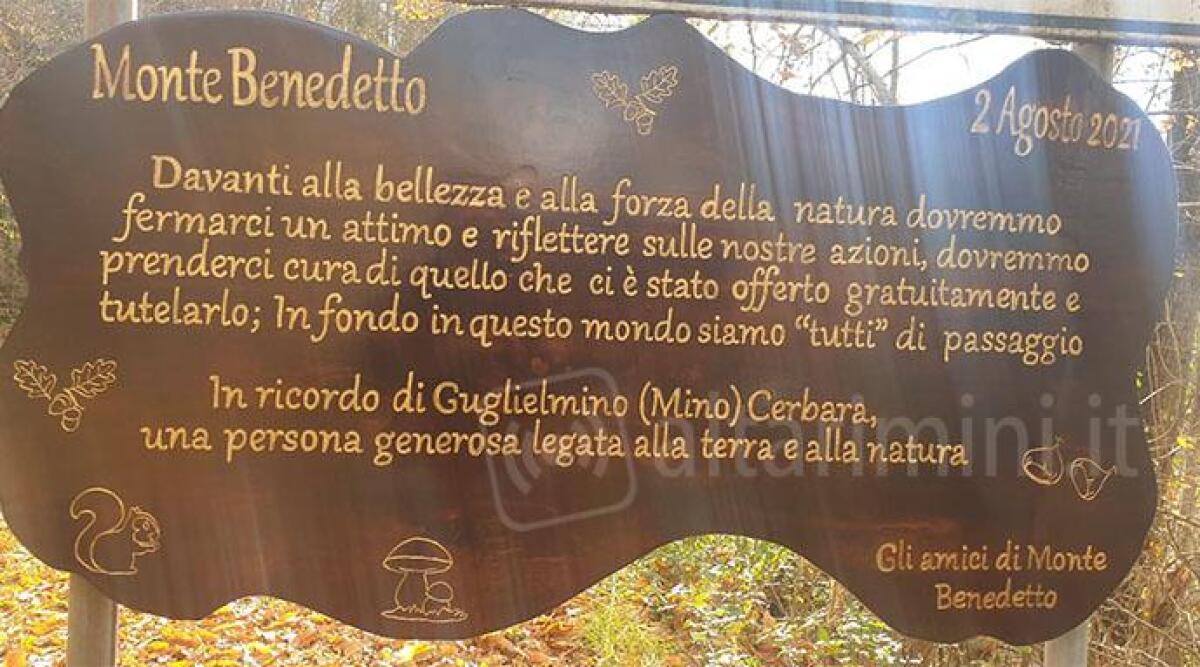 Monte Benedetto
2 Agosto 2021
Davanti alla bellezza e alla forza della natura dovremmo
fermarci un attimo e riflettere sulle nostre azioni, dovremmo
prenderci cura di quello che ci è stato offerto gratuitamente e
tutelarlo; In fondo in questo mondo siamo “tutti” di passaggio
In ricordo di Guglielmino (Mino) Cerbara,
una persona generosa legata alla terra e alla natura
altarimini.it
Gli amici di Monte
Benedetto